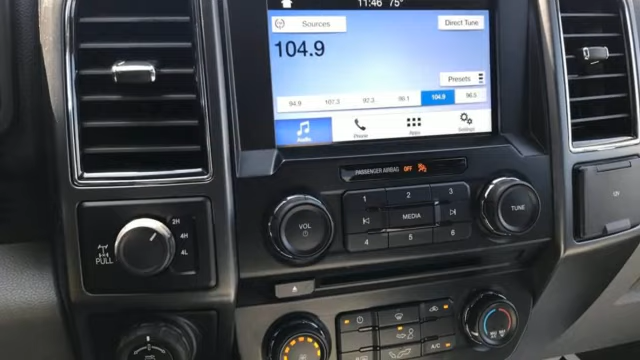 11:46 75°
Sources
Direct Tune
104.9
Presets
94.9 107.3 92.3 99.1 104.9 96.5
Audio Phone Apps Settings
PASSENGER AIRBAG OFF
1 2 3
VOL
MEDIA
TUNE
4 5 6
2H
4H
4L
PULL
A/C